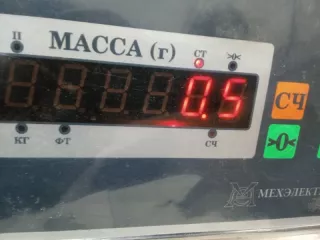 П МАССА (г) СТ >0<
0.5
СЧ
КГ ФТ СЧ
>0<
МЕХЭЛЕКТ